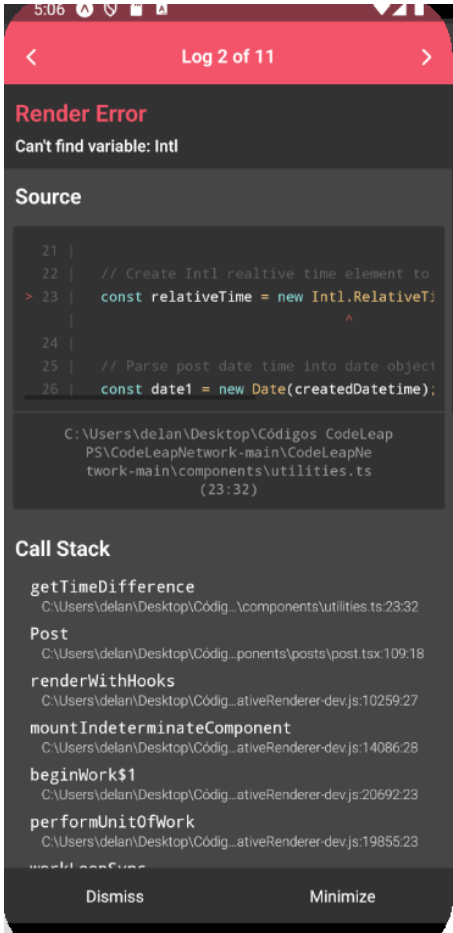 5:06
Log 2 of 11
Render Error
Can't find variable: Intl
Source
21 |
22 | // Create Intl realtive time element to
> 23 | const relativeTime = new Intl.RelativeTi
| ^
24 |
25 | // Parse post date time into date object
26 | const date1 = new Date(createdDatetime);
C:\Users\delan\Desktop\Códigos CodeLeap
PS\CodeLeapNetwork-main\CodeLeapNe
twork-main\components\utilities.ts
(23:32)
Call Stack
getTimeDifference
C:\Users\delan\Desktop\Códig...\components\utilities.ts:23:32
Post
C:\Users\delan\Desktop\Códig...ponents\posts\post.tsx:109:18
renderWithHooks
C:\Users\delan\Desktop\Códig...ativeRenderer-dev.js:10259:27
mountIndeterminateComponent
C:\Users\delan\Desktop\Códig...ativeRenderer-dev.js:14086:28
beginWork$1
C:\Users\delan\Desktop\Códig...ativeRenderer-dev.js:20692:23
performUnitOfWork
C:\Users\delan\Desktop\Códig...ativeRenderer-dev.js:19855:23
workLoopSync
Dismiss Minimize